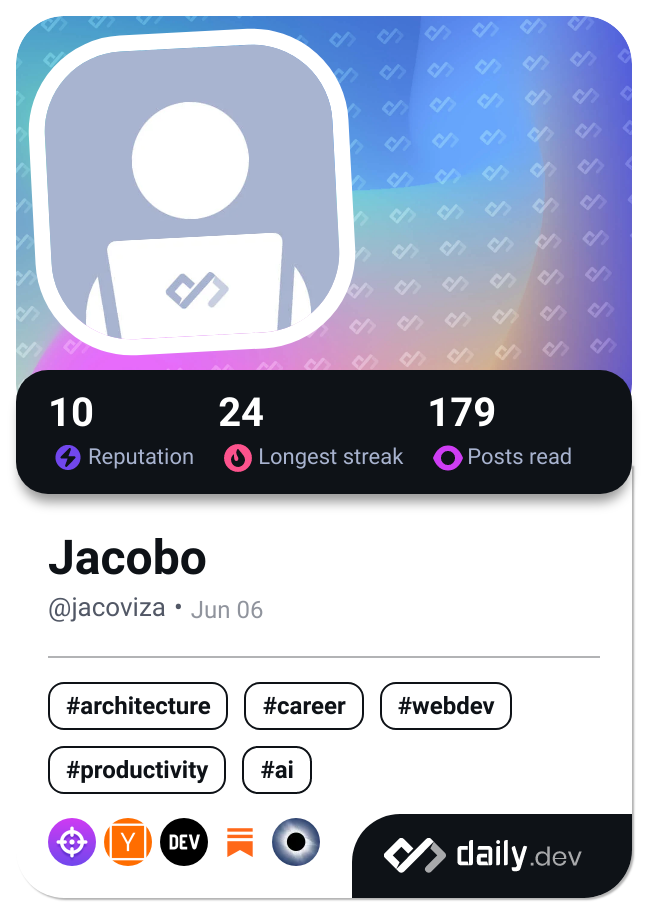 10 24 179
Reputation Longest streak Posts read
Jacobo
@jacoviza • Jun 06
#architecture #career #webdev
#productivity #ai
Y DEV daily.dev